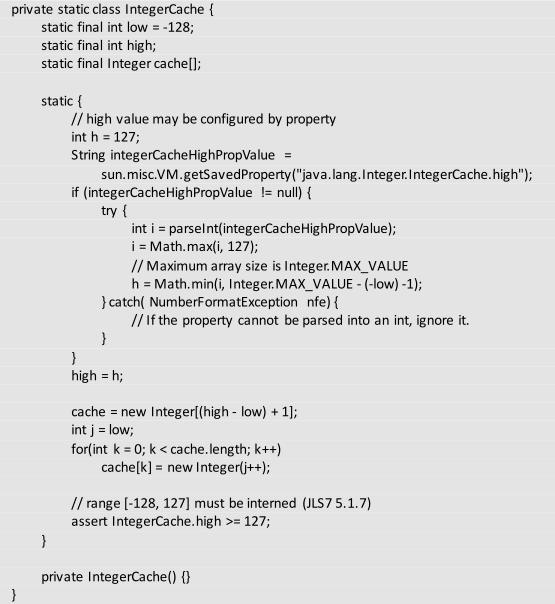 private static class IntegerCache {
static final int low = -128;
static final int high;
static final Integer cache[];
static {
// high value may be configured by property
int h = 127;
String integerCacheHighPropValue =
sun.misc.VM.getSavedProperty("java.lang.Integer.IntegerCache.high");
if (integerCacheHighPropValue != null) {
try {
int i = parseInt(integerCacheHighPropValue);
i = Math.max(i, 127);
// Maximum array size is Integer.MAX_VALUE
h = Math.min(i, Integer.MAX_VALUE - (-low) -1);
} catch( NumberFormatException nfe) {
// If the property cannot be parsed into an int, ignore it.
}
}
high = h;
cache = new Integer[(high - low) + 1];
int j = low;
for(int k = 0; k < cache.length; k++)
cache[k] = new Integer(j++);
// range [-128, 127] must be interned (JLS7 5.1.7)
assert IntegerCache.high >= 127;
}
private IntegerCache() {}
}